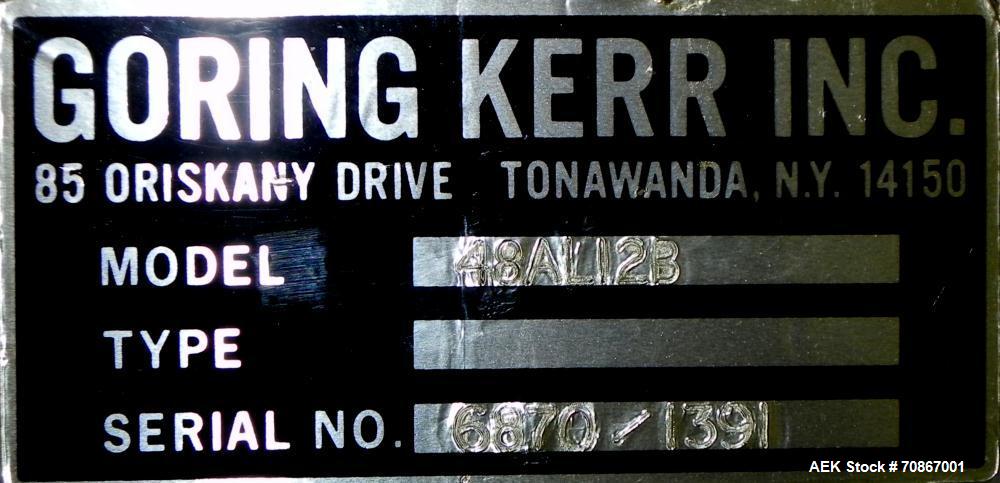 GORING KERR INC.
85 ORISKANY DRIVE TONAWANDA, N.Y. 14150
MODEL 48AL12B
TYPE
SERIAL NO. 6870/1391
AEK Stock # 70867001